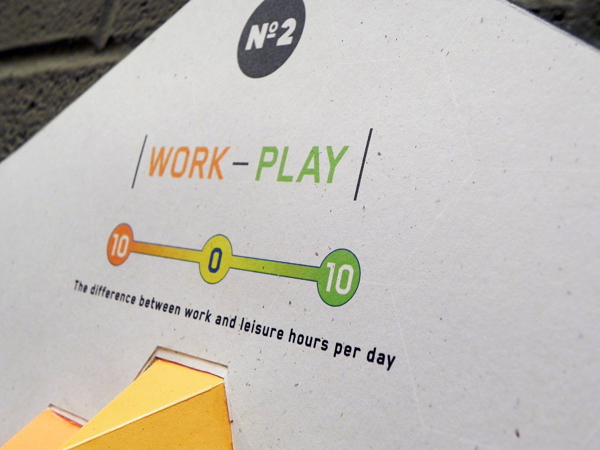 Nº2
|WORK–PLAY|
10 0 10
The difference between work and leisure hours per day